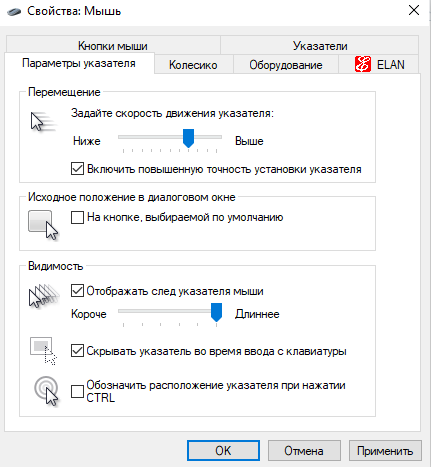 Свойства: Мышь
Кнопки мыши
Указатели
Параметры указателя
Колесико
Оборудование
ELAN
Перемещение
Задайте скорость движения указателя:
Ниже
Выше
Включить повышенную точность установки указателя
Исходное положение в диалоговом окне
На кнопке, выбираемой по умолчанию
Видимость
Отображать след указателя мыши
Короче
Длиннее
Скрывать указатель во время ввода с клавиатуры
Обозначить расположение указателя при нажатии
CTRL
OK
Отмена
Применить